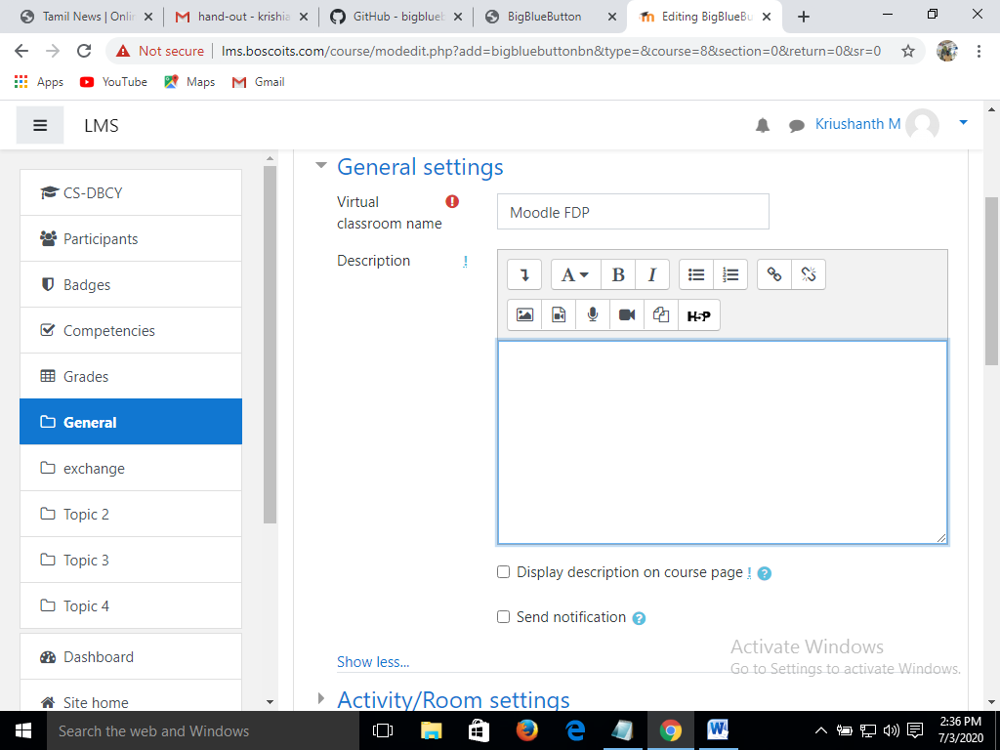 Tamil News | Onlin
hand-out - krishia
GitHub - bigblueb
BigBlueButton
Editing BigBlueBu
Not secure
lms.boscoits.com/course/modedit.php?add=bigbluebuttonbn&type=&course=8&section=0&return=0&sr=0
Apps
YouTube
Maps
Gmail
LMS
Kriushanth M
CS-DBCY
Participants
Badges
Competencies
Grades
General
exchange
Topic 2
Topic 3
Topic 4
Dashboard
Site home
General settings
Virtual
classroom name
Moodle FDP
Description
A
B
I
H-P
Display description on course page
Send notification
Show less...
Activity/Room settings
Activate Windows
Go to Settings to activate Windows.
Search the web and Windows
2:36 PM
7/3/2020